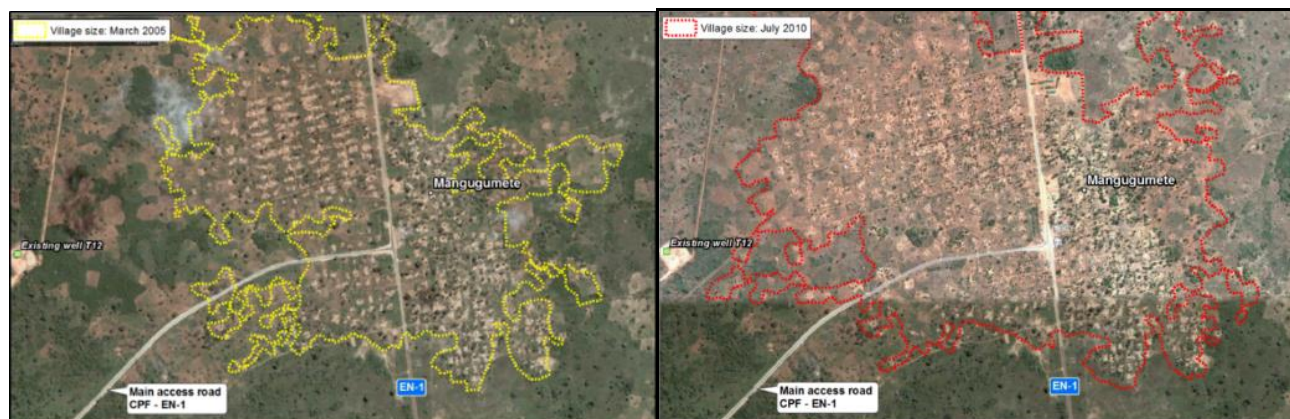 Village size: March 2005
Mangugumete
Existing well T12
EN-1
Main access road
CPF - EN-1
Village size: July 2010
Mangugumete
Existing well T12
EN-1
Main access road
CPF - EN-1